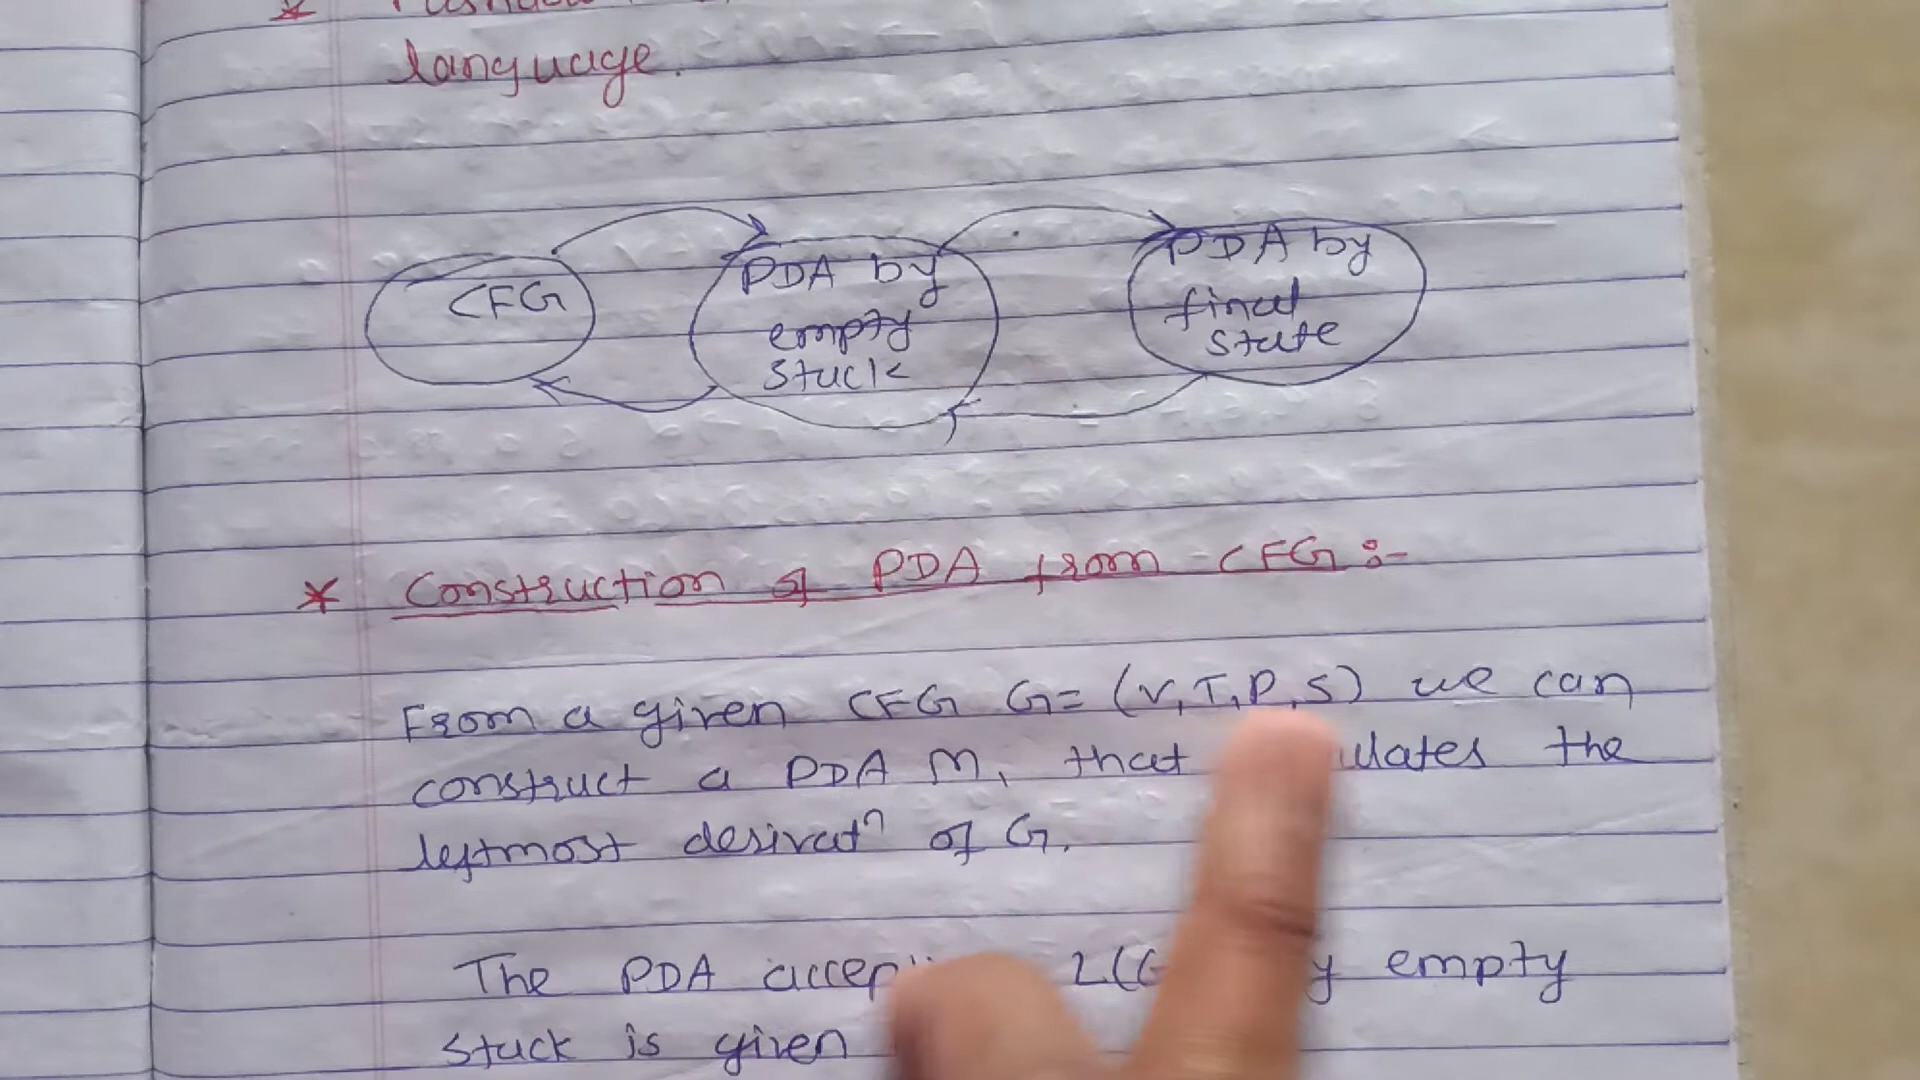 language.
CFG
PDA by
empty
stack
PDA by
final
state
* Construction of PDA from CFG :-
From a given CFG G = (V, T, P, S) we can
construct a PDA M, that the
leftmost derivatn of G.
The PDA empty
stack is given